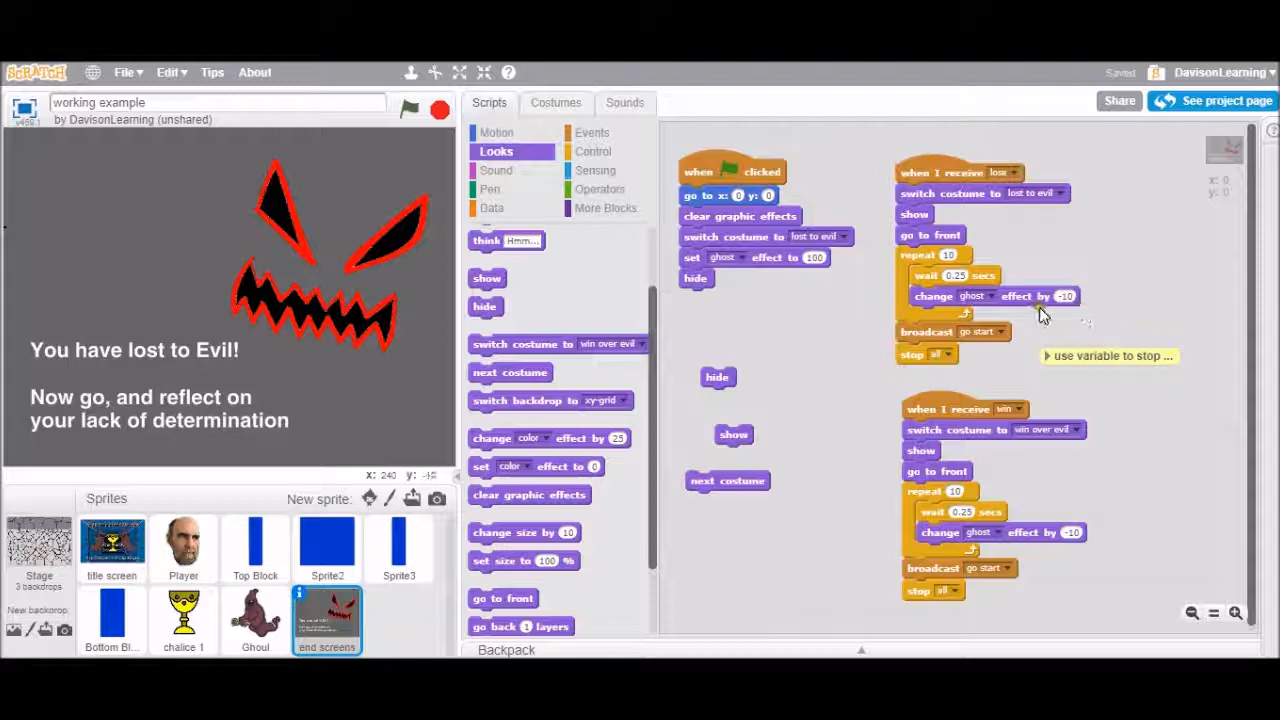 SCRATCH File Edit Tips About Saved DavisonLearning
working example
by DavisonLearning (unshared)
v459.1
Share See project page
Scripts Costumes Sounds
Motion Events
Looks Control
Sound Sensing
Pen Operators
Data More Blocks
think Hmm...
show
hide
switch costume to win over evil
next costume
switch backdrop to xy-grid
change color effect by 25
set color effect to 0
clear graphic effects
change size by 10
set size to 100 %
go to front
go back 1 layers
when clicked
go to x: 0 y: 0
clear graphic effects
switch costume to lost to evil
set ghost effect to 100
hide
hide
show
next costume
when I receive lose
switch costume to lost to evil
show
go to front
repeat 10
wait 0.25 secs
change ghost effect by -10
broadcast go start
stop all
use variable to stop ...
when I receive win
switch costume to win over evil
show
go to front
repeat 10
wait 0.25 secs
change ghost effect by -10
broadcast go start
stop all
x: 0
y: 0
You have lost to Evil!
Now go, and reflect on
your lack of determination
x: 240
Sprites New sprite:
Stage
3 backdrops
New backdrop:
title screen Player Top Block Sprite2 Sprite3
Bottom Bl... chalice 1 Ghoul end screens
Backpack